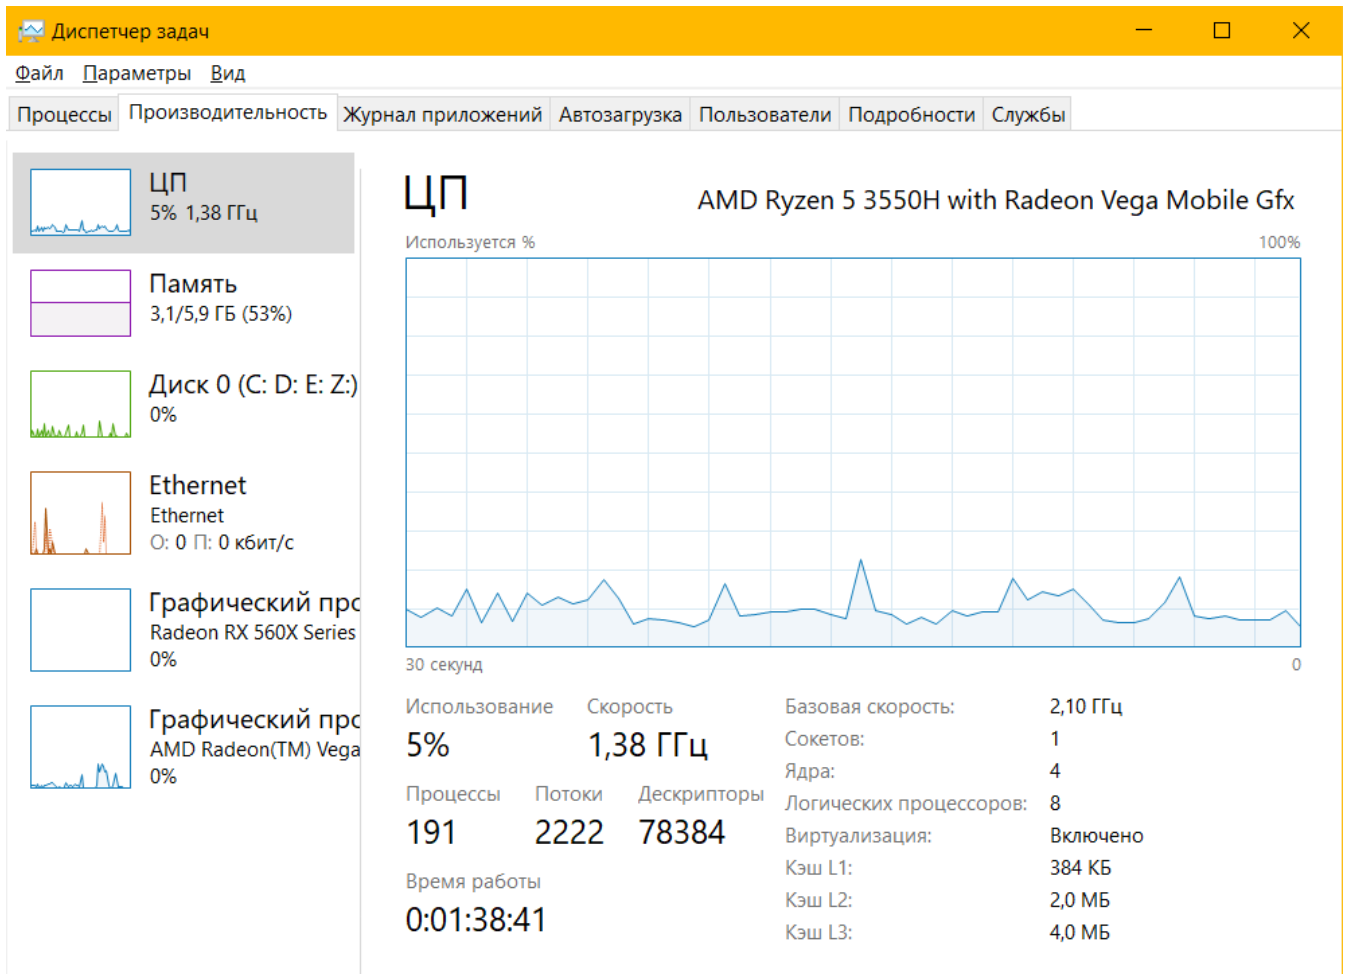 Диспетчер задач
Файл Параметры Вид
Процессы Производительность Журнал приложений Автозагрузка Пользователи Подробности Службы
ЦП
5% 1,38 ГГц
Память
3,1/5,9 ГБ (53%)
Диск 0 (C: D: E: Z:)
0%
Ethernet
Ethernet
О: 0 П: 0 кбит/с
Графический прс
Radeon RX 560X Series
0%
Графический прс
AMD Radeon(TM) Vega
0%
ЦП
AMD Ryzen 5 3550H with Radeon Vega Mobile Gfx
Используется % 100%
30 секунд 0
Использование Скорость
5% 1,38 ГГц
Процессы Потоки Дескрипторы
191 2222 78384
Время работы
0:01:38:41
Базовая скорость: 2,10 ГГц
Сокетов: 1
Ядра: 4
Логических процессоров: 8
Виртуализация: Включено
Кэш L1: 384 КБ
Кэш L2: 2,0 МБ
Кэш L3: 4,0 МБ